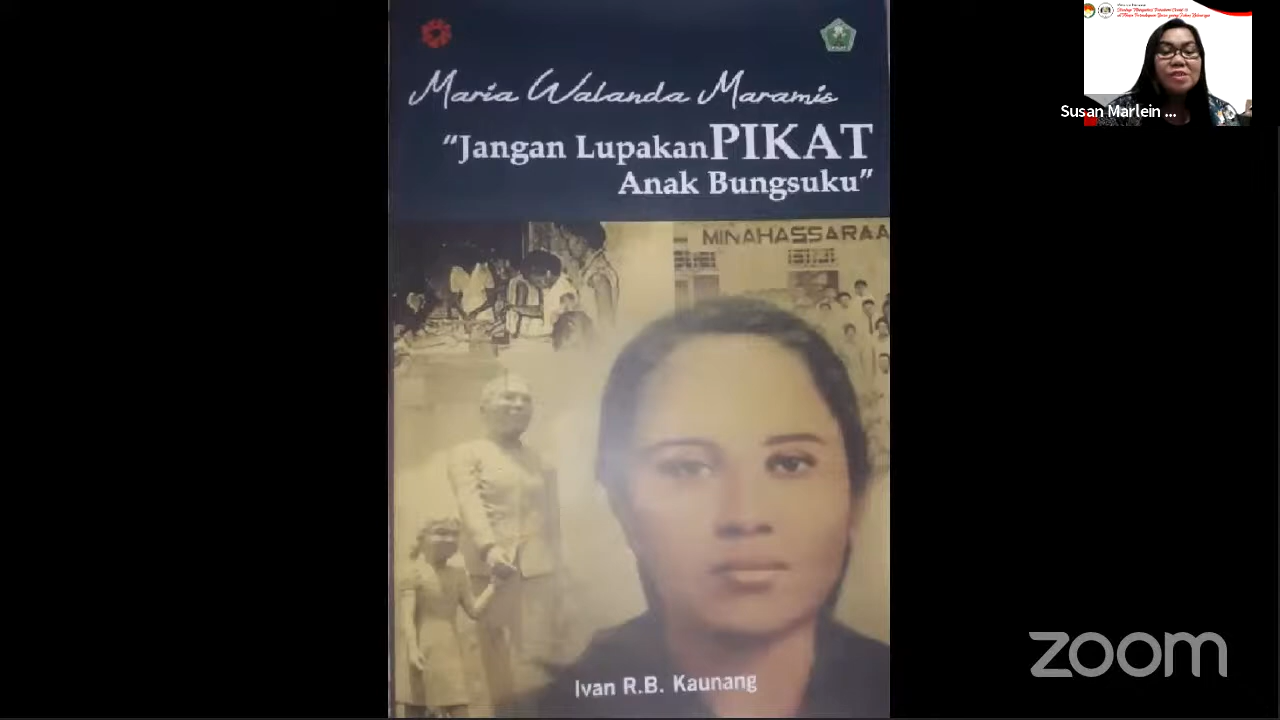 Maria Walanda Maramis
"Jangan Lupakan PIKAT
Anak Bungsuku"
MINAHASSARAA
Ivan R.B. Kaunang
Susan Marlein ...
zoom